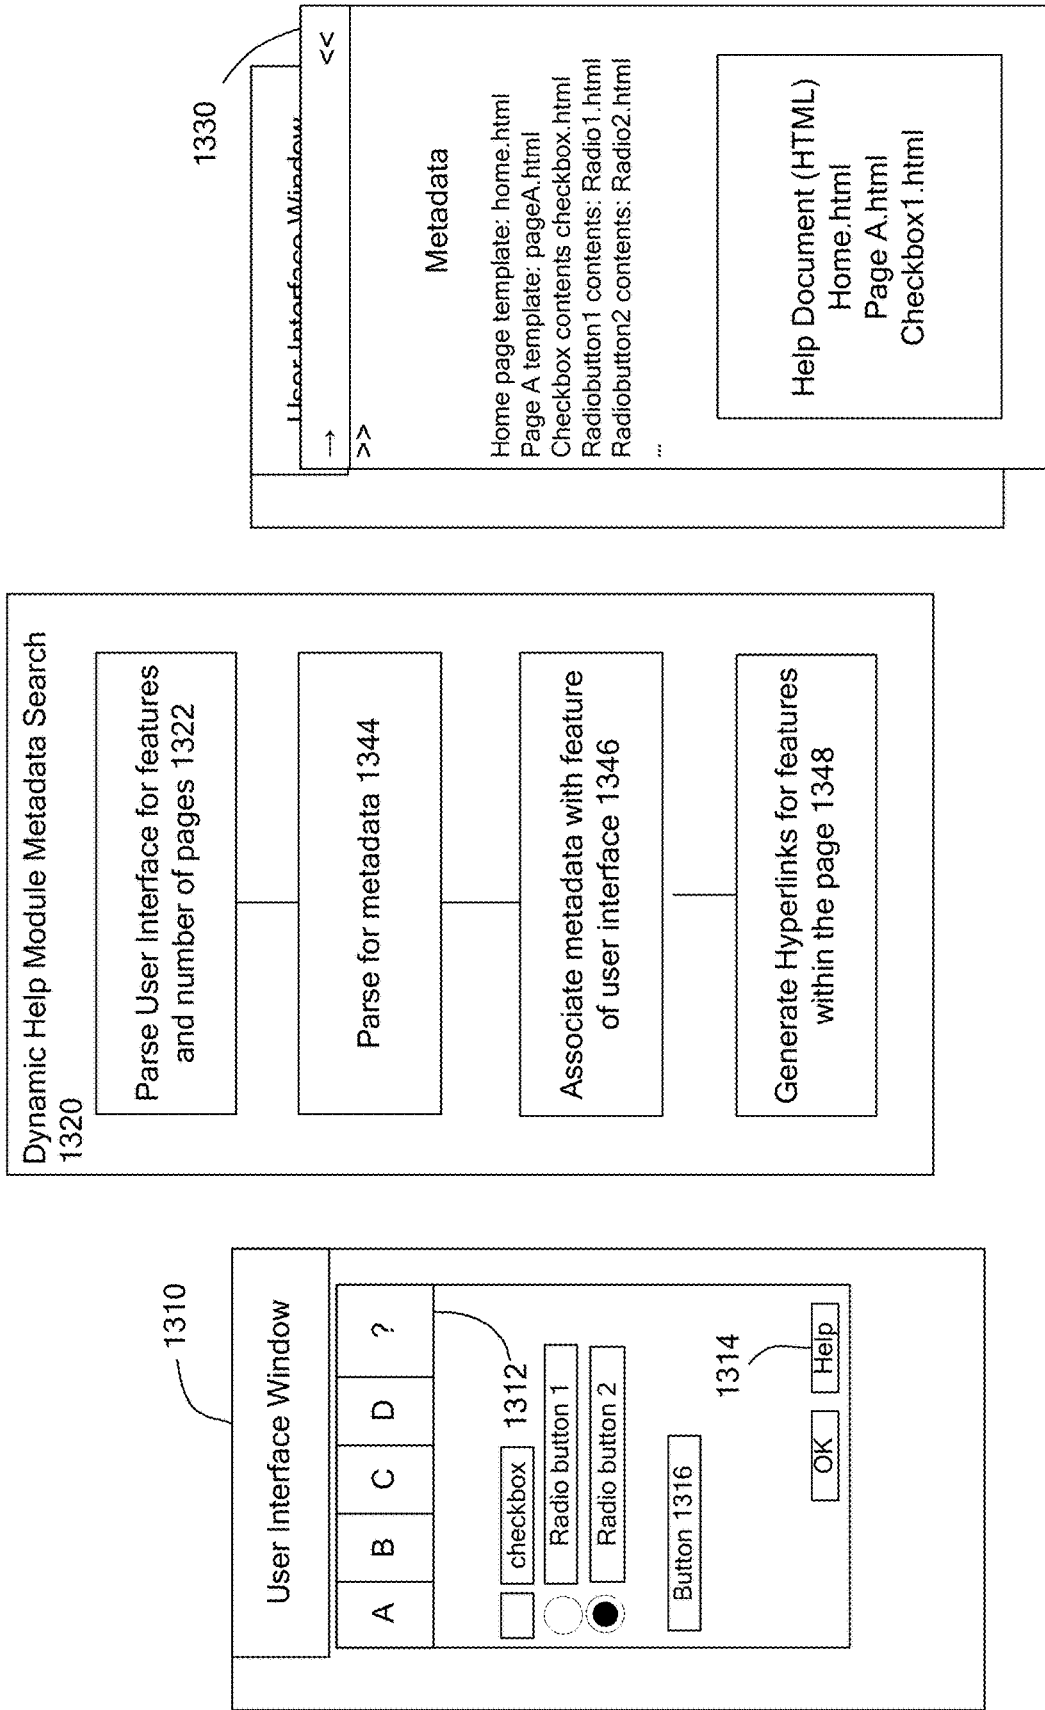 1310
User Interface Window
A B C D ?
1312
checkbox
Radio button 1
Radio button 2
Button 1316
1314
OK Help
Dynamic Help Module Metadata Search
1320
Parse User Interface for features
and number of pages 1322
Parse for metadata 1344
Associate metadata with feature
of user interface 1346
Generate Hyperlinks for features
within the page 1348
1330
User Interface Window
→ <<
>>
Metadata
Home page template: home.html
Page A template: pageA.html
Checkbox contents checkbox.html
Radiobutton1 contents: Radio1.html
Radiobutton2 contents: Radio2.html
...
Help Document (HTML)
Home.html
Page A.html
Checkbox1.html